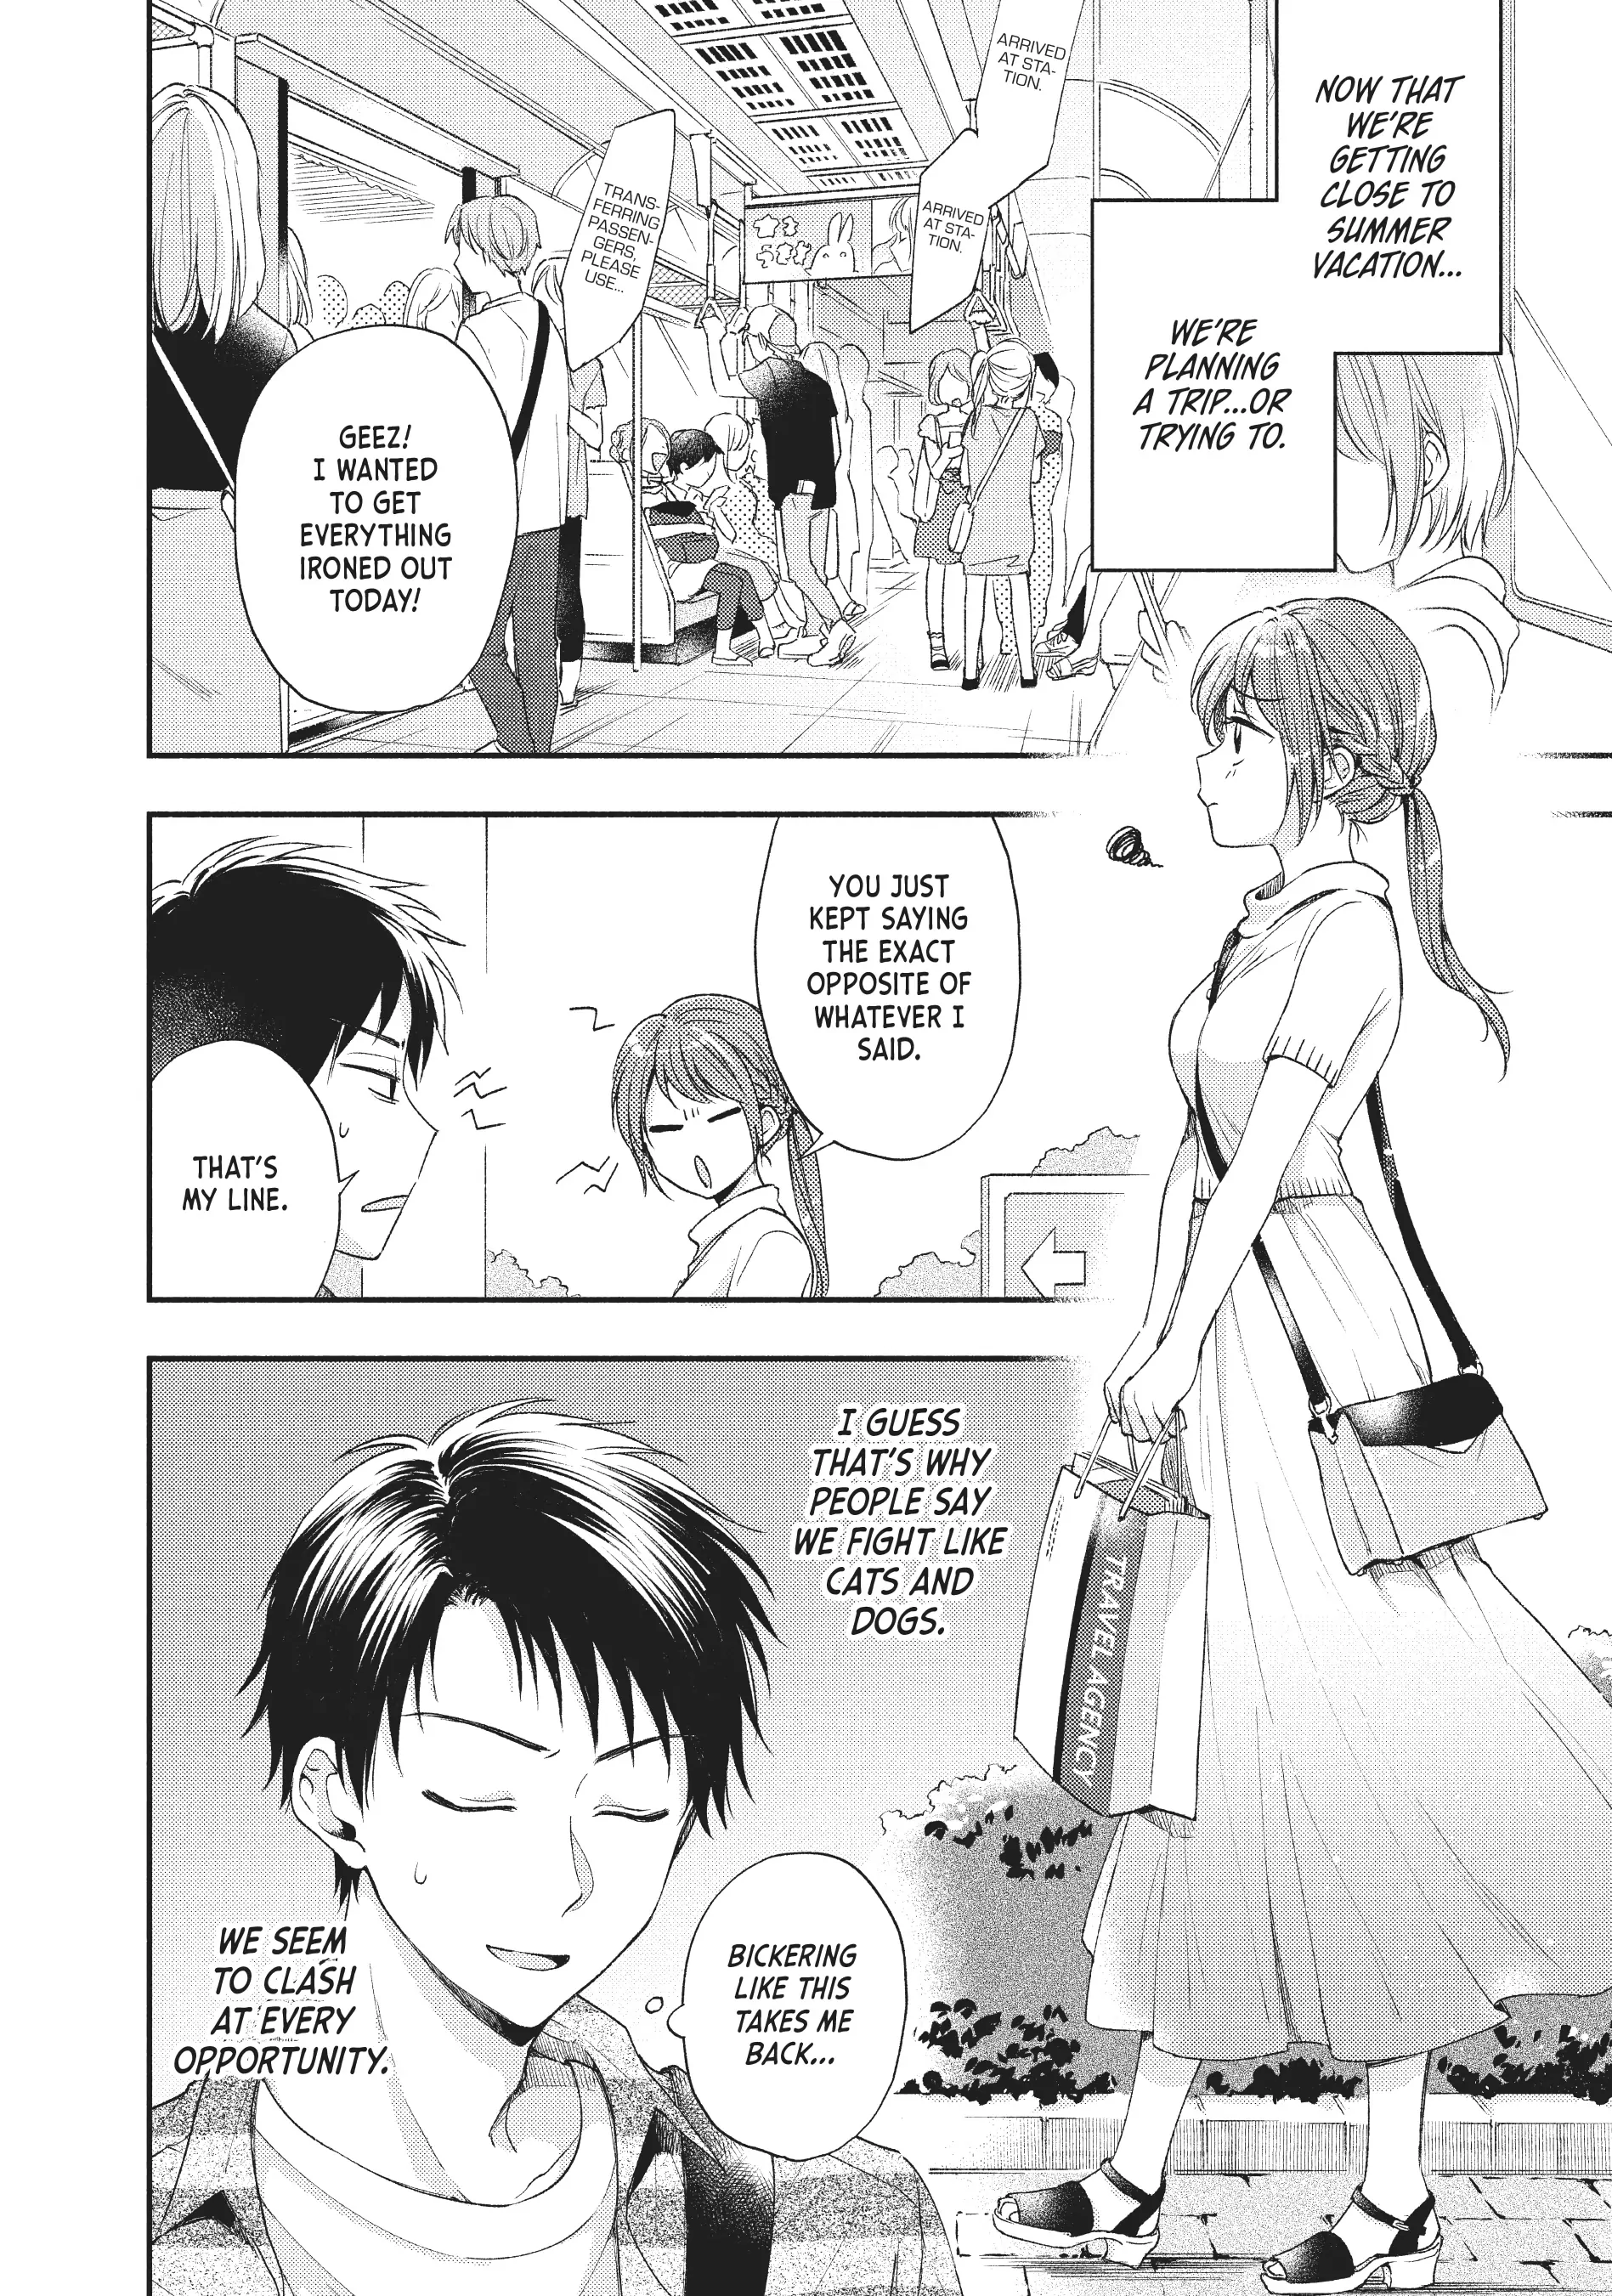 NOW THAT
WE'RE
GETTING
CLOSE TO
SUMMER
VACATION...
WE'RE
PLANNING
A TRIP...OR
TRYING TO.
ARRIVED
AT STA-
TION.
ARRIVED
AT STA-
TION.
TRANS-
FERRING
PASSEN-
GERS,
PLEASE
USE...
GEEZ!
I WANTED
TO GET
EVERYTHING
IRONED OUT
TODAY!
YOU JUST
KEPT SAYING
THE EXACT
OPPOSITE OF
WHATEVER I
SAID.
THAT'S
MY LINE.
TRAVEL AGENCY
I GUESS
THAT'S WHY
PEOPLE SAY
WE FIGHT LIKE
CATS AND
DOGS.
BICKERING
LIKE THIS
TAKES ME
BACK...
WE SEEM
TO CLASH
AT EVERY
OPPORTUNITY.